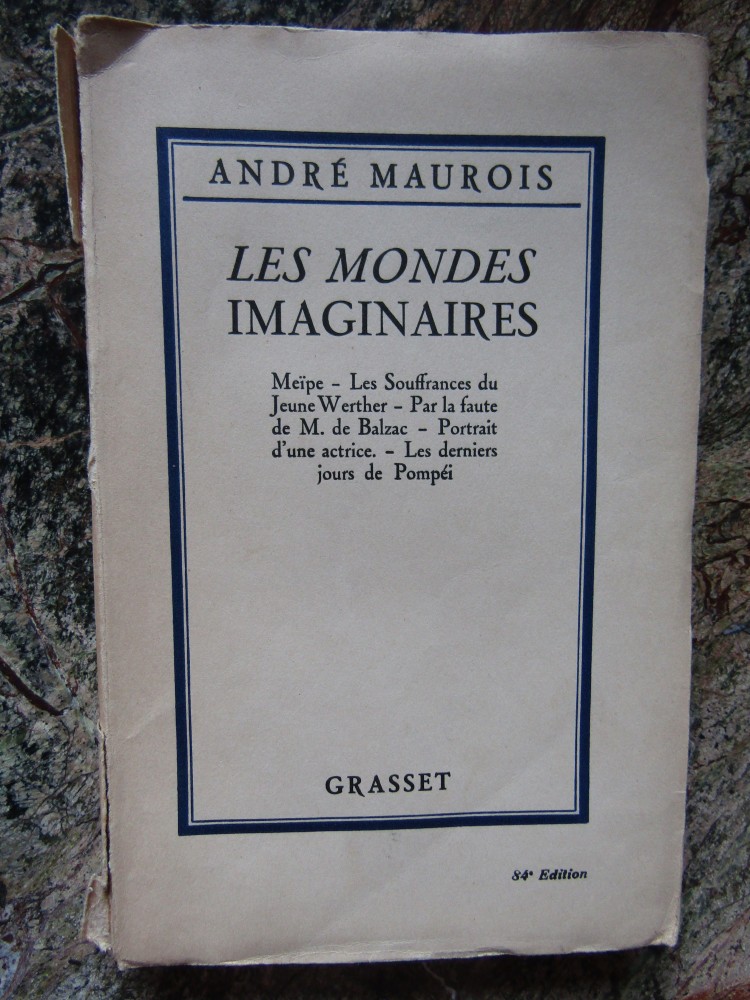 ANDRÉ MAUROIS
LES MONDES
IMAGINAIRES
Meïpe – Les Souffrances du
Jeune Werther – Par la faute
de M. de Balzac – Portrait
d'une actrice. – Les derniers
jours de Pompéi
GRASSET
84e Edition